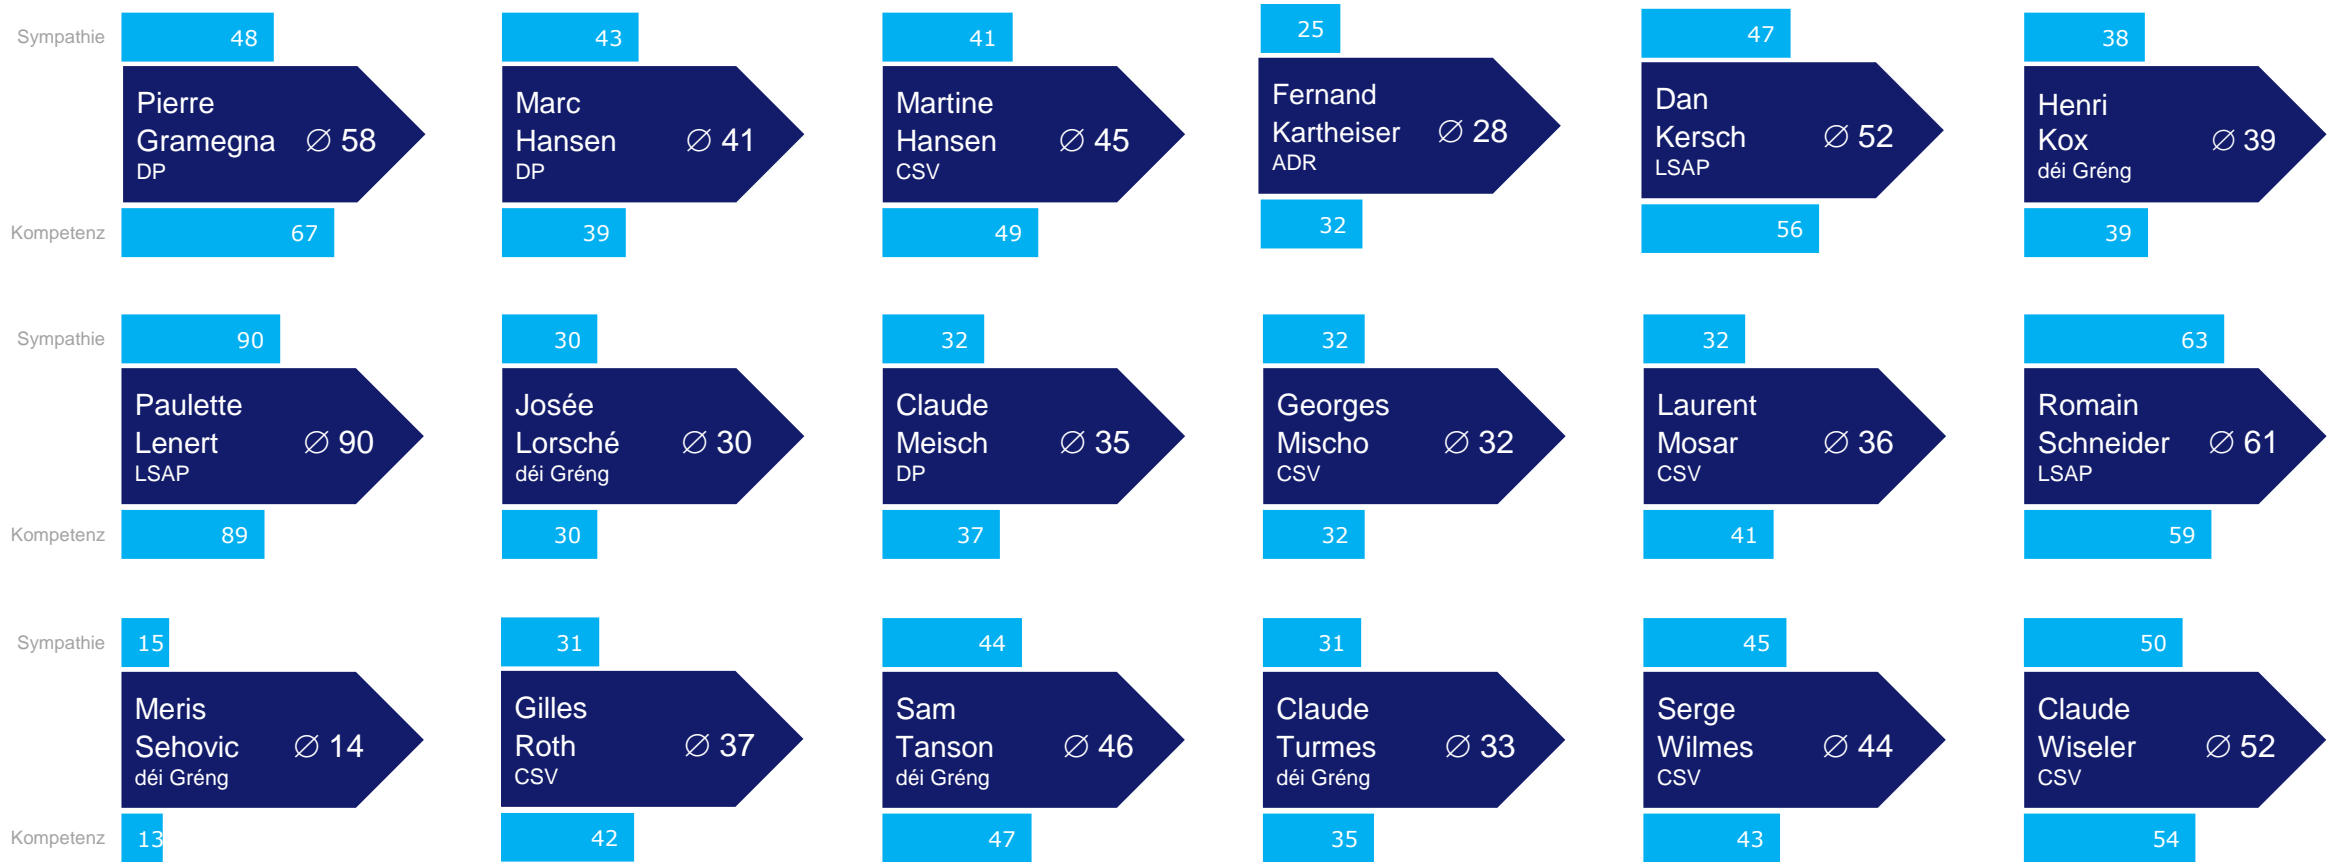 Sympathie 48 43 41 25 47 38
Pierre
Gramegna ∅ 58
DP
Marc
Hansen ∅ 41
DP
Martine
Hansen ∅ 45
CSV
Fernand
Kartheiser ∅ 28
ADR
Dan
Kersch ∅ 52
LSAP
Henri
Kox ∅ 39
déi Gréng
Kompetenz 67 39 49 32 56 39
Sympathie 90 30 32 32 32 63
Paulette
Lenert ∅ 90
LSAP
Josée
Lorsché ∅ 30
déi Gréng
Claude
Meisch ∅ 35
DP
Georges
Mischo ∅ 32
CSV
Laurent
Mosar ∅ 36
CSV
Romain
Schneider ∅ 61
LSAP
Kompetenz 89 30 37 32 41 59
Sympathie 15 31 44 31 45 50
Meris
Sehovic ∅ 14
déi Gréng
Gilles
Roth ∅ 37
CSV
Sam
Tanson ∅ 46
déi Gréng
Claude
Turmes ∅ 33
déi Gréng
Serge
Wilmes ∅ 44
CSV
Claude
Wiseler ∅ 52
CSV
Kompetenz 13 42 47 35 43 54